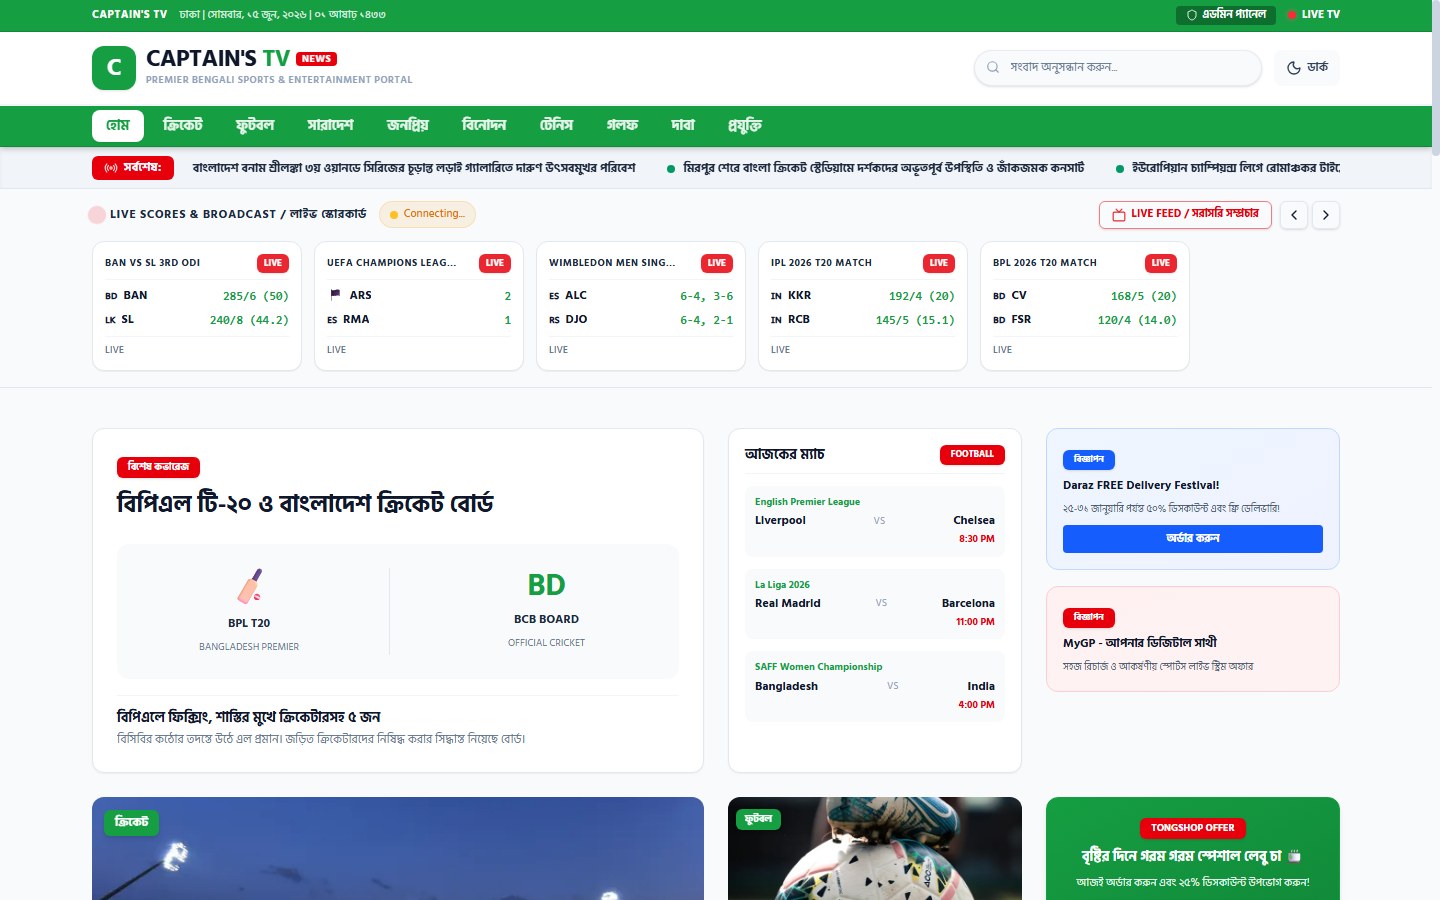 CAPTAIN'S TV ঢাকা | সোমবার, ১৫ জুন, ২০২৬ | ০১ আষাঢ় ১৪৩৩
এডমিন প্যানেল LIVE TV
C CAPTAIN'S TV NEWS
PREMIER BENGALI SPORTS & ENTERTAINMENT PORTAL
সংবাদ অনুসন্ধান করুন...
ডার্ক
হোম ক্রিকেট ফুটবল সারাদেশ জনপ্রিয় বিনোদন টেনিস গলফ দাবা প্রযুক্তি
সর্বশেষ: বাংলাদেশ বনাম শ্রীলঙ্কা ৩য় ওয়ানডে সিরিজের চূড়ান্ত লড়াই গ্যালারিতে দারুণ উৎসবমুখর পরিবেশ
মিরপুর শেরে বাংলা ক্রিকেট স্টেডিয়ামে দর্শকদের অভূতপূর্ব উপস্থিতি ও জাঁকজমক কনসার্ট
ইউরোপিয়ান চ্যাম্পিয়ন্স লিগে রোমাঞ্চকর
LIVE SCORES & BROADCAST / লাইভ স্কোরকার্ড Connecting...
LIVE FEED / সরাসরি সম্প্রচার
BAN VS SL 3RD ODI LIVE
BD BAN 285/6 (50)
LK SL 240/8 (44.2)
LIVE
UEFA CHAMPIONS LEAG... LIVE
ARS 2
ES RMA 1
LIVE
WIMBLEDON MEN SING... LIVE
ES ALC 6-4, 3-6
RS DJO 6-4, 2-1
LIVE
IPL 2026 T20 MATCH LIVE
IN KKR 192/4 (20)
IN RCB 145/5 (15.1)
LIVE
BPL 2026 T20 MATCH LIVE
BD CV 168/5 (20)
BD FSR 120/4 (14.0)
LIVE
বিশেষ কভারেজ
বিপিএল টি-২০ ও বাংলাদেশ ক্রিকেট বোর্ড
BPL T20
BANGLADESH PREMIER
BD
BCB BOARD
OFFICIAL CRICKET
বিপিএলে ফিক্সিং, শাস্তির মুখে ক্রিকেটারসহ ৫ জন
বিসিবির কঠোর তদন্তে উঠে এল প্রমান। জড়িত ক্রিকেটারদের নিষিদ্ধ করার সিদ্ধান্ত নিয়েছে বোর্ড।
আজকের ম্যাচ FOOTBALL
English Premier League
Liverpool VS Chelsea
8:30 PM
La Liga 2026
Real Madrid VS Barcelona
11:00 PM
SAFF Women Championship
Bangladesh VS India
4:00 PM
বিজ্ঞাপন
Daraz FREE Delivery Festival!
২৫-৩১ জানুয়ারি পর্যন্ত ৫০% ডিসকাউন্ট এবং ফ্রি ডেলিভারি!
অর্ডার করুন
বিজ্ঞাপন
MyGP - আপনার ডিজিটাল সাথী
সহজ রিচার্জ ও আকর্ষণীয় স্পোর্টস লাইভ স্ট্রিম অফার
ক্রিকেট
ফুটবল
TONGSHOP OFFER
বৃষ্টির দিনে গরম গরম স্পেশাল লেবু চা
আজই অর্ডার করুন এবং ২৫% ডিসকাউন্ট উপভোগ করুন!